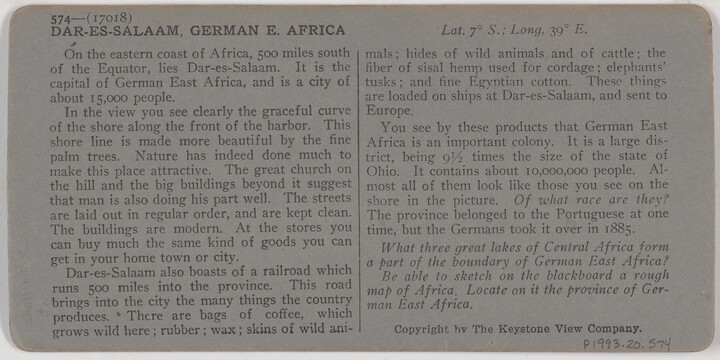 574—(17018)
DAR-ES-SALAAM, GERMAN E. AFRICA
Lat. 7° S.; Long. 39° E.
On the eastern coast of Africa, 500 miles south
of the Equator, lies Dar-es-Salaam. It is the
capital of German East Africa, and is a city of
about 15,000 people.
In the view you see clearly the graceful curve
of the shore along the front of the harbor. This
shore line is made more beautiful by the fine
palm trees. Nature has indeed done much to
make this place attractive. The great church on
the hill and the big buildings beyond it suggest
that man is also doing his part well. The streets
are laid out in regular order, and are kept clean.
The buildings are modern. At the stores you
can buy much the same kind of goods you can
get in your home town or city.
Dar-es-Salaam also boasts of a railroad which
runs 500 miles into the province. This road
brings into the city the many things the country
produces. There are bags of coffee, which
grows wild here; rubber; wax; skins of wild ani-
mals; hides of wild animals and of cattle; the
fiber of sisal hemp used for cordage; elephants'
tusks; and fine Egyptian cotton. These things
are loaded on ships at Dar-es-Salaam, and sent to
Europe.
You see by these products that German East
Africa is an important colony. It is a large dis-
trict, being 9½ times the size of the state of
Ohio. It contains about 10,000,000 people. Al-
most all of them look like those you see on the
shore in the picture. Of what race are they?
The province belonged to the Portuguese at one
time, but the Germans took it over in 1885.
What three great lakes of Central Africa form
a part of the boundary of German East Africa?
Be able to sketch on the blackboard a rough
map of Africa. Locate on it the province of Ger-
man East Africa.
Copyright by The Keystone View Company.
P1993.20.574